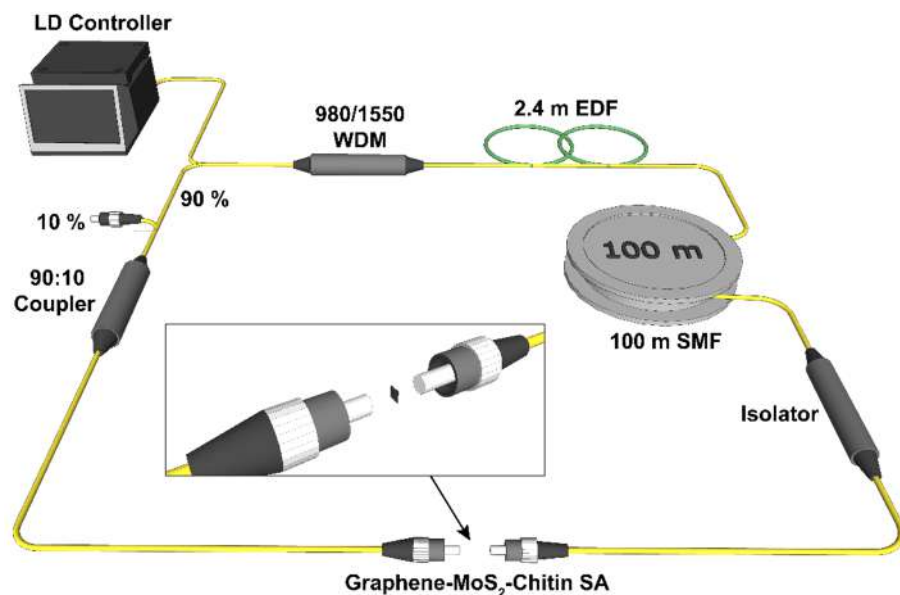 LD Controller
980/1550
WDM
2.4 m EDF
90 %
10 %
90:10
Coupler
100 m
100 m SMF
Isolator
Graphene-MoS₂-Chitin SA